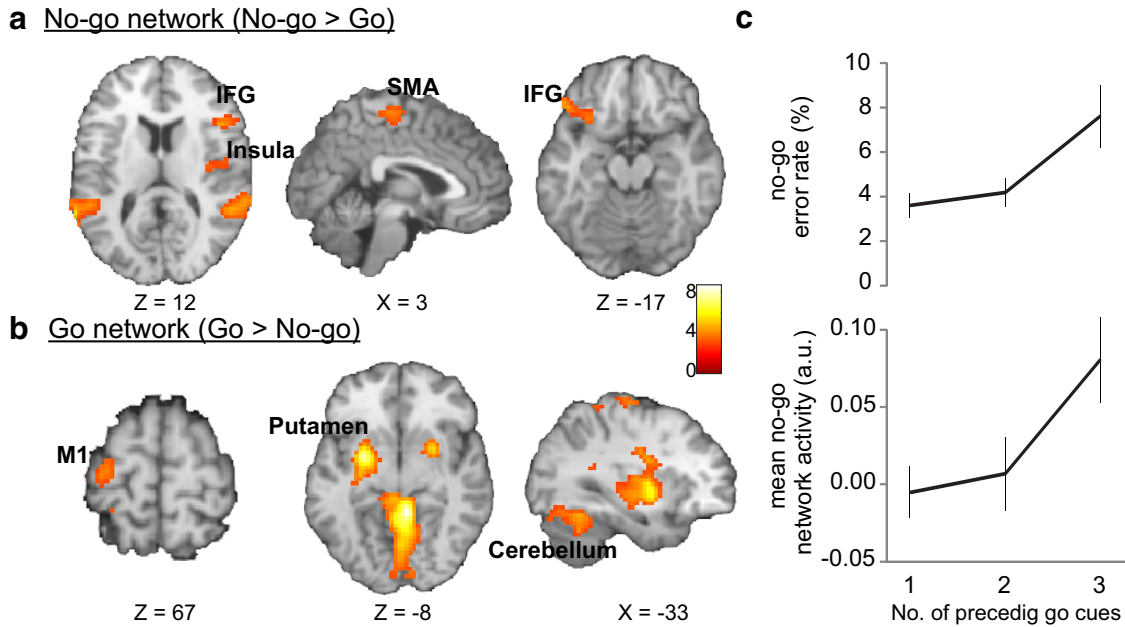 a No-go network (No-go > Go)
IFG
Insula
SMA
IFG
Z = 12
X = 3
Z = -17
8
4
0
b Go network (Go > No-go)
M1
Putamen
Cerebellum
Z = 67
Z = -8
X = -33
c
no-go
error rate (%)
10
8
6
4
2
0
mean no-go
network activity (a.u.)
0.10
0.05
0.00
-0.05
1 2 3
No. of precedig go cues